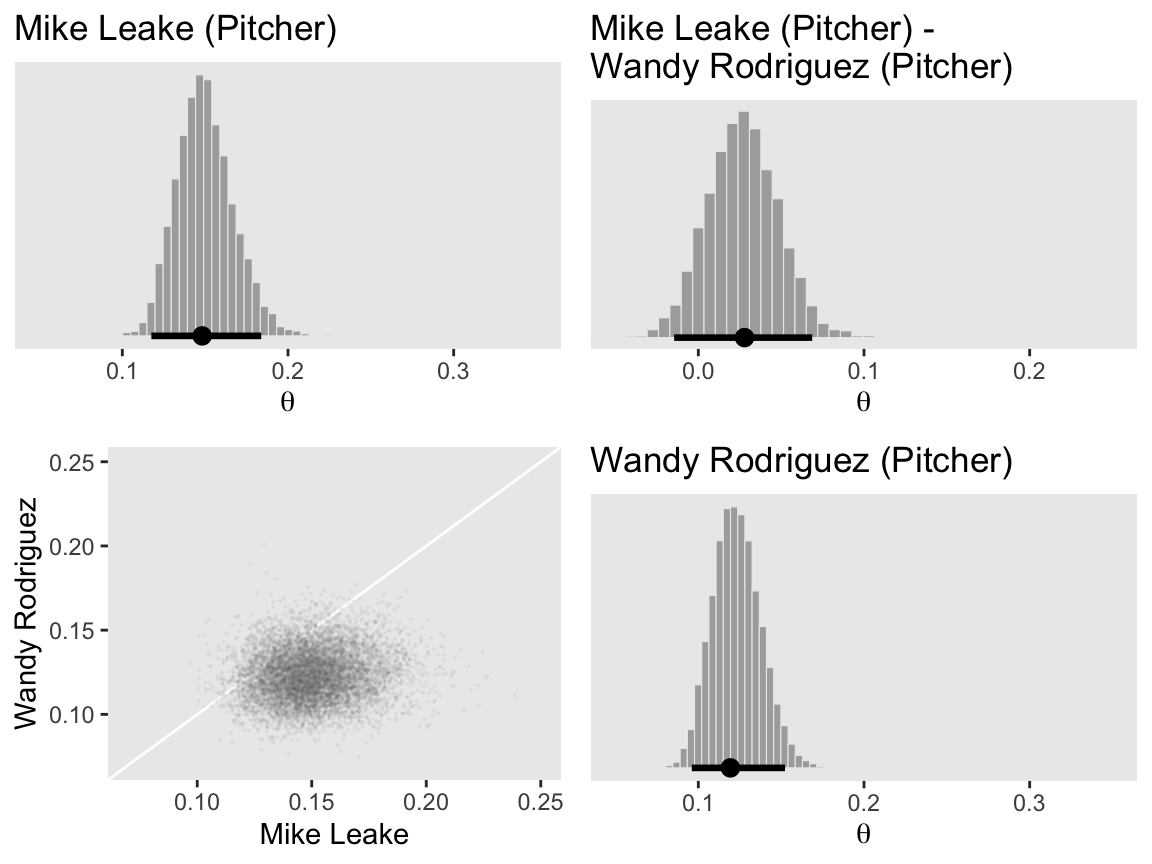 Mike Leake (Pitcher)
0.1 0.2 0.3
θ
Mike Leake (Pitcher) -
Wandy Rodriguez (Pitcher)
0.0 0.1 0.2
θ
Wandy Rodriguez
0.25
0.20
0.15
0.10
0.10 0.15 0.20 0.25
Mike Leake
Wandy Rodriguez (Pitcher)
0.1 0.2 0.3
θ